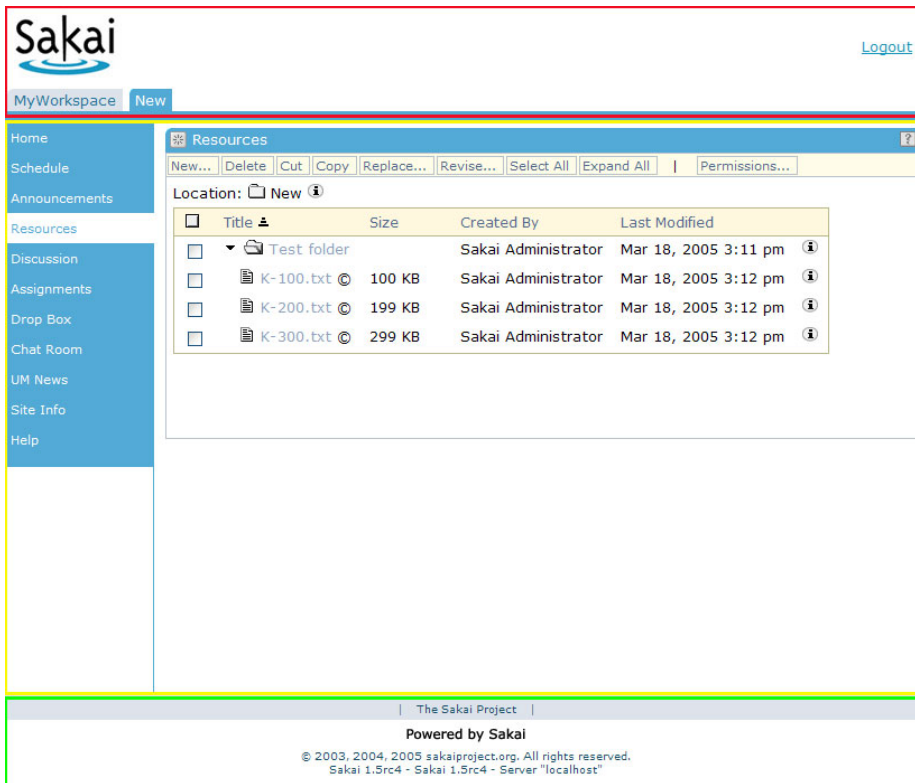 Sakai
Logout
MyWorkspace New
Home
Schedule
Announcements
Resources
Discussion
Assignments
Drop Box
Chat Room
UM News
Site Info
Help
Resources ?
New... Delete Cut Copy Replace... Revise... Select All Expand All | Permissions...
Location: New
Title Size Created By Last Modified
Test folder Sakai Administrator Mar 18, 2005 3:11 pm
K-100.txt © 100 KB Sakai Administrator Mar 18, 2005 3:12 pm
K-200.txt © 199 KB Sakai Administrator Mar 18, 2005 3:12 pm
K-300.txt © 299 KB Sakai Administrator Mar 18, 2005 3:12 pm
| The Sakai Project |
Powered by Sakai
© 2003, 2004, 2005 sakaiproject.org. All rights reserved.
Sakai 1.5rc4 - Sakai 1.5rc4 - Server "localhost"